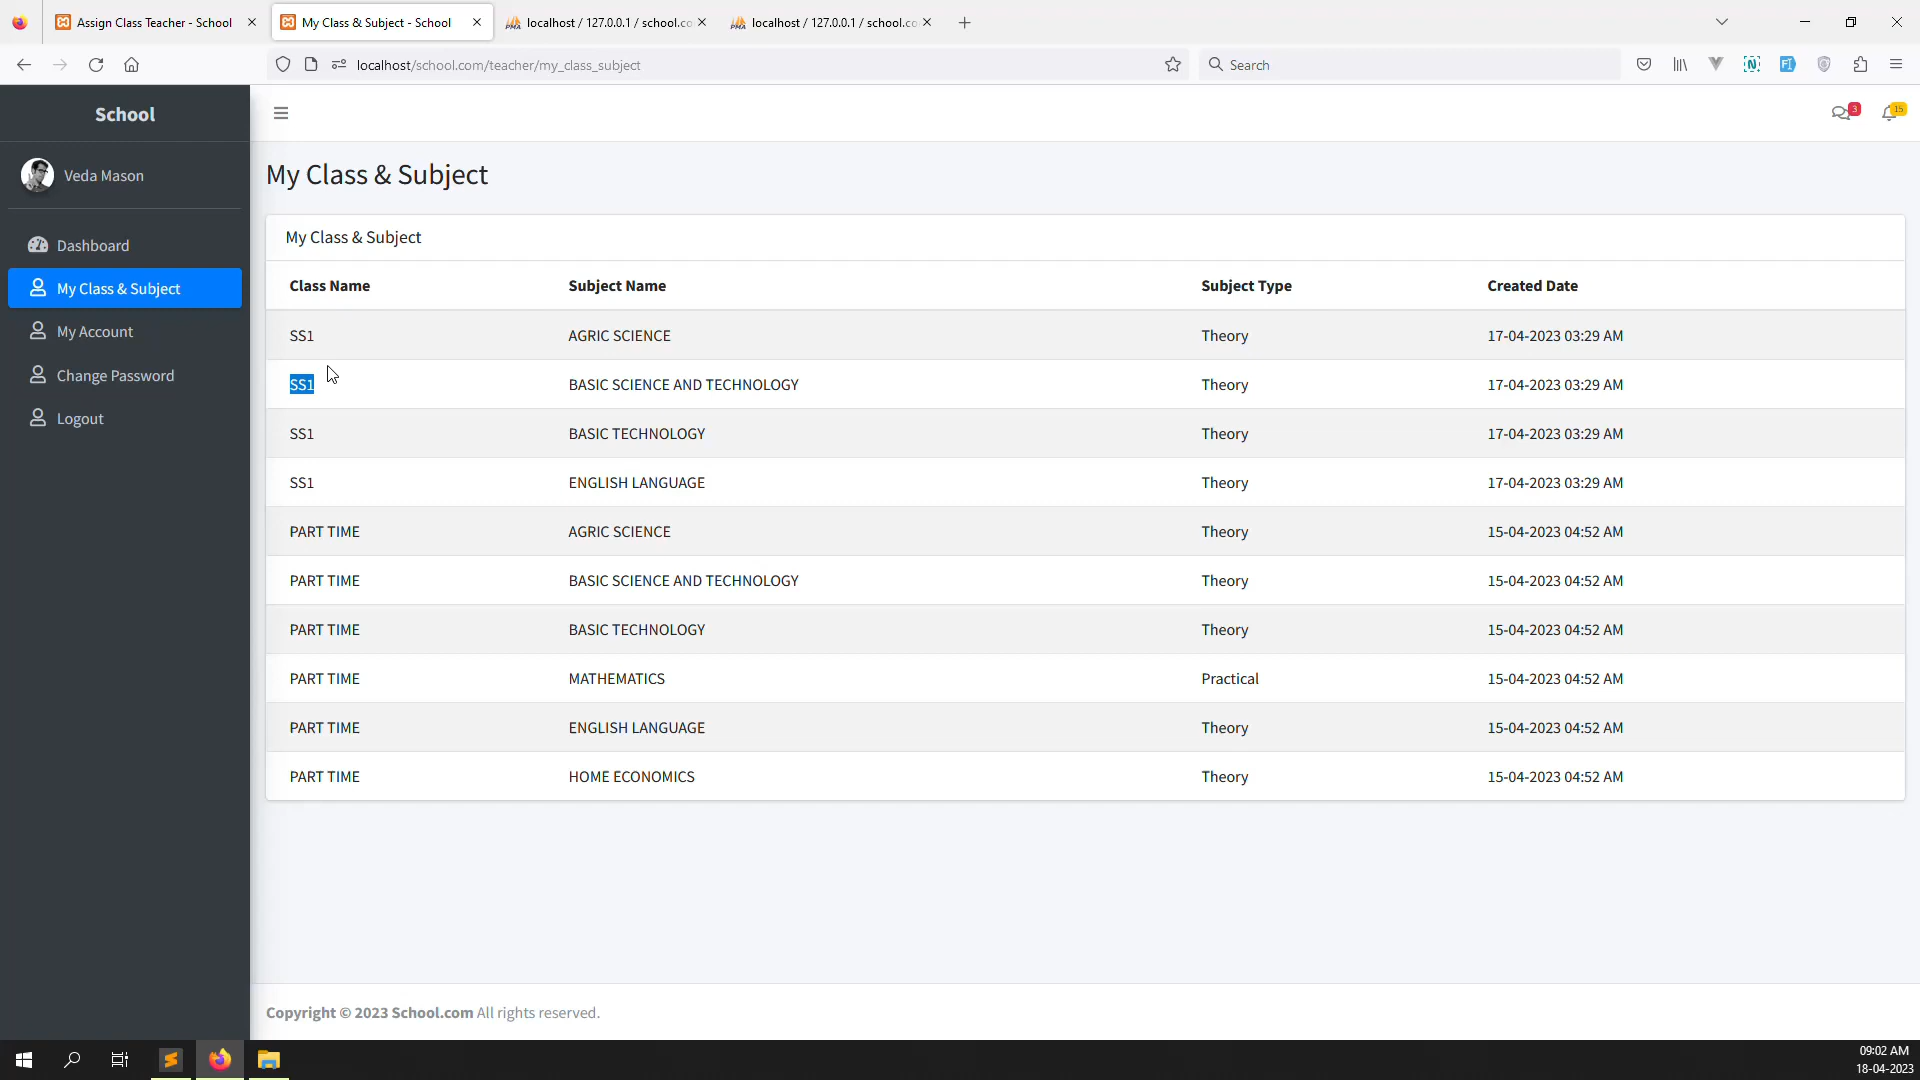 Assign Class Teacher - School
My Class & Subject - School
localhost / 127.0.0.1 / school.co
localhost / 127.0.0.1 / school.co
localhost/school.com/teacher/my_class_subject
Search
School
3
15
Veda Mason
My Class & Subject
Dashboard
My Class & Subject
My Account
Change Password
Logout
My Class & Subject
Class Name Subject Name Subject Type Created Date
SS1 AGRIC SCIENCE Theory 17-04-2023 03:29 AM
SS1 BASIC SCIENCE AND TECHNOLOGY Theory 17-04-2023 03:29 AM
SS1 BASIC TECHNOLOGY Theory 17-04-2023 03:29 AM
SS1 ENGLISH LANGUAGE Theory 17-04-2023 03:29 AM
PART TIME AGRIC SCIENCE Theory 15-04-2023 04:52 AM
PART TIME BASIC SCIENCE AND TECHNOLOGY Theory 15-04-2023 04:52 AM
PART TIME BASIC TECHNOLOGY Theory 15-04-2023 04:52 AM
PART TIME MATHEMATICS Practical 15-04-2023 04:52 AM
PART TIME ENGLISH LANGUAGE Theory 15-04-2023 04:52 AM
PART TIME HOME ECONOMICS Theory 15-04-2023 04:52 AM
Copyright © 2023 School.com All rights reserved.
09:02 AM
18-04-2023